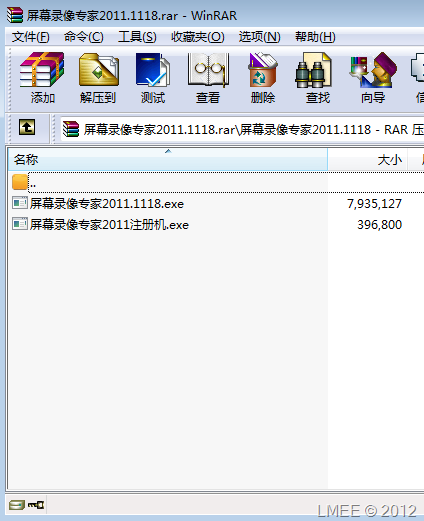 屏幕录像专家2011.1118.rar - WinRAR
文件(F) 命令(C) 工具(S) 收藏夹(O) 选项(N) 帮助(H)
添加 解压到 测试 查看 删除 查找 向导
屏幕录像专家2011.1118.rar\屏幕录像专家2011.1118 - RAR 压
名称 大小
..
屏幕录像专家2011.1118.exe 7,935,127
屏幕录像专家2011注册机.exe 396,800
LMEE © 2012